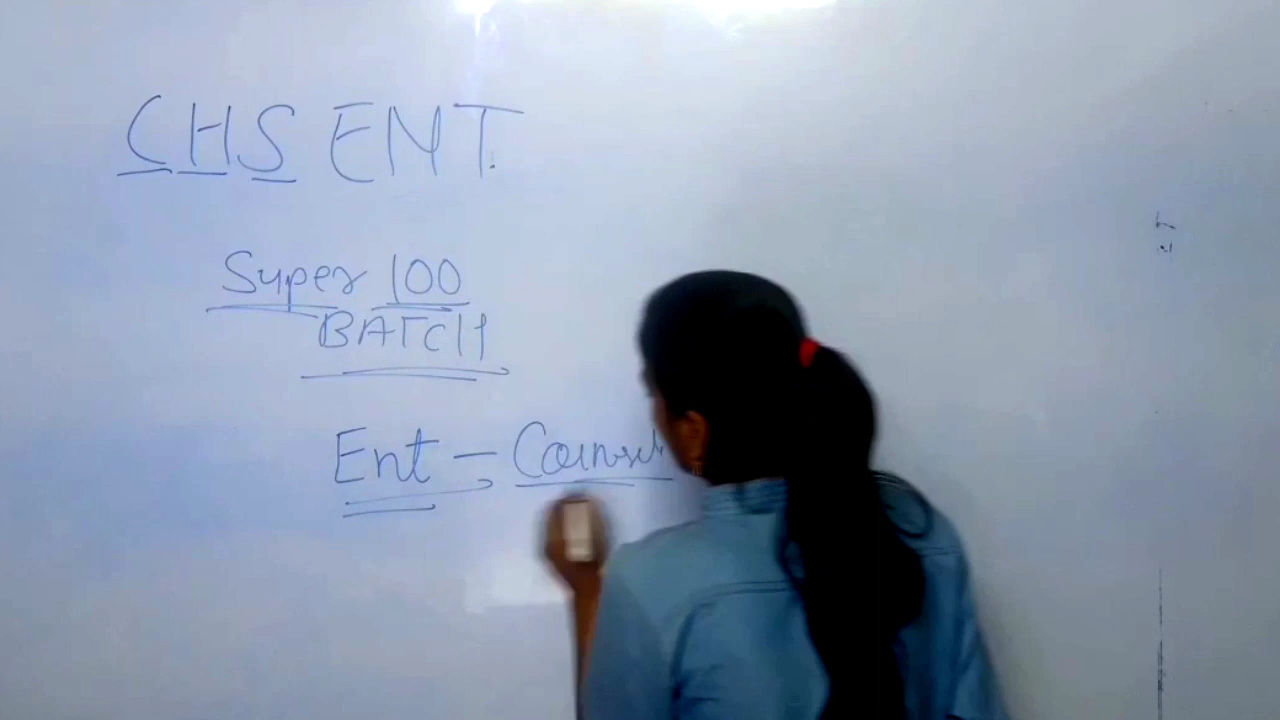 CHS ENT.
Super 100
BATCH
Ent –